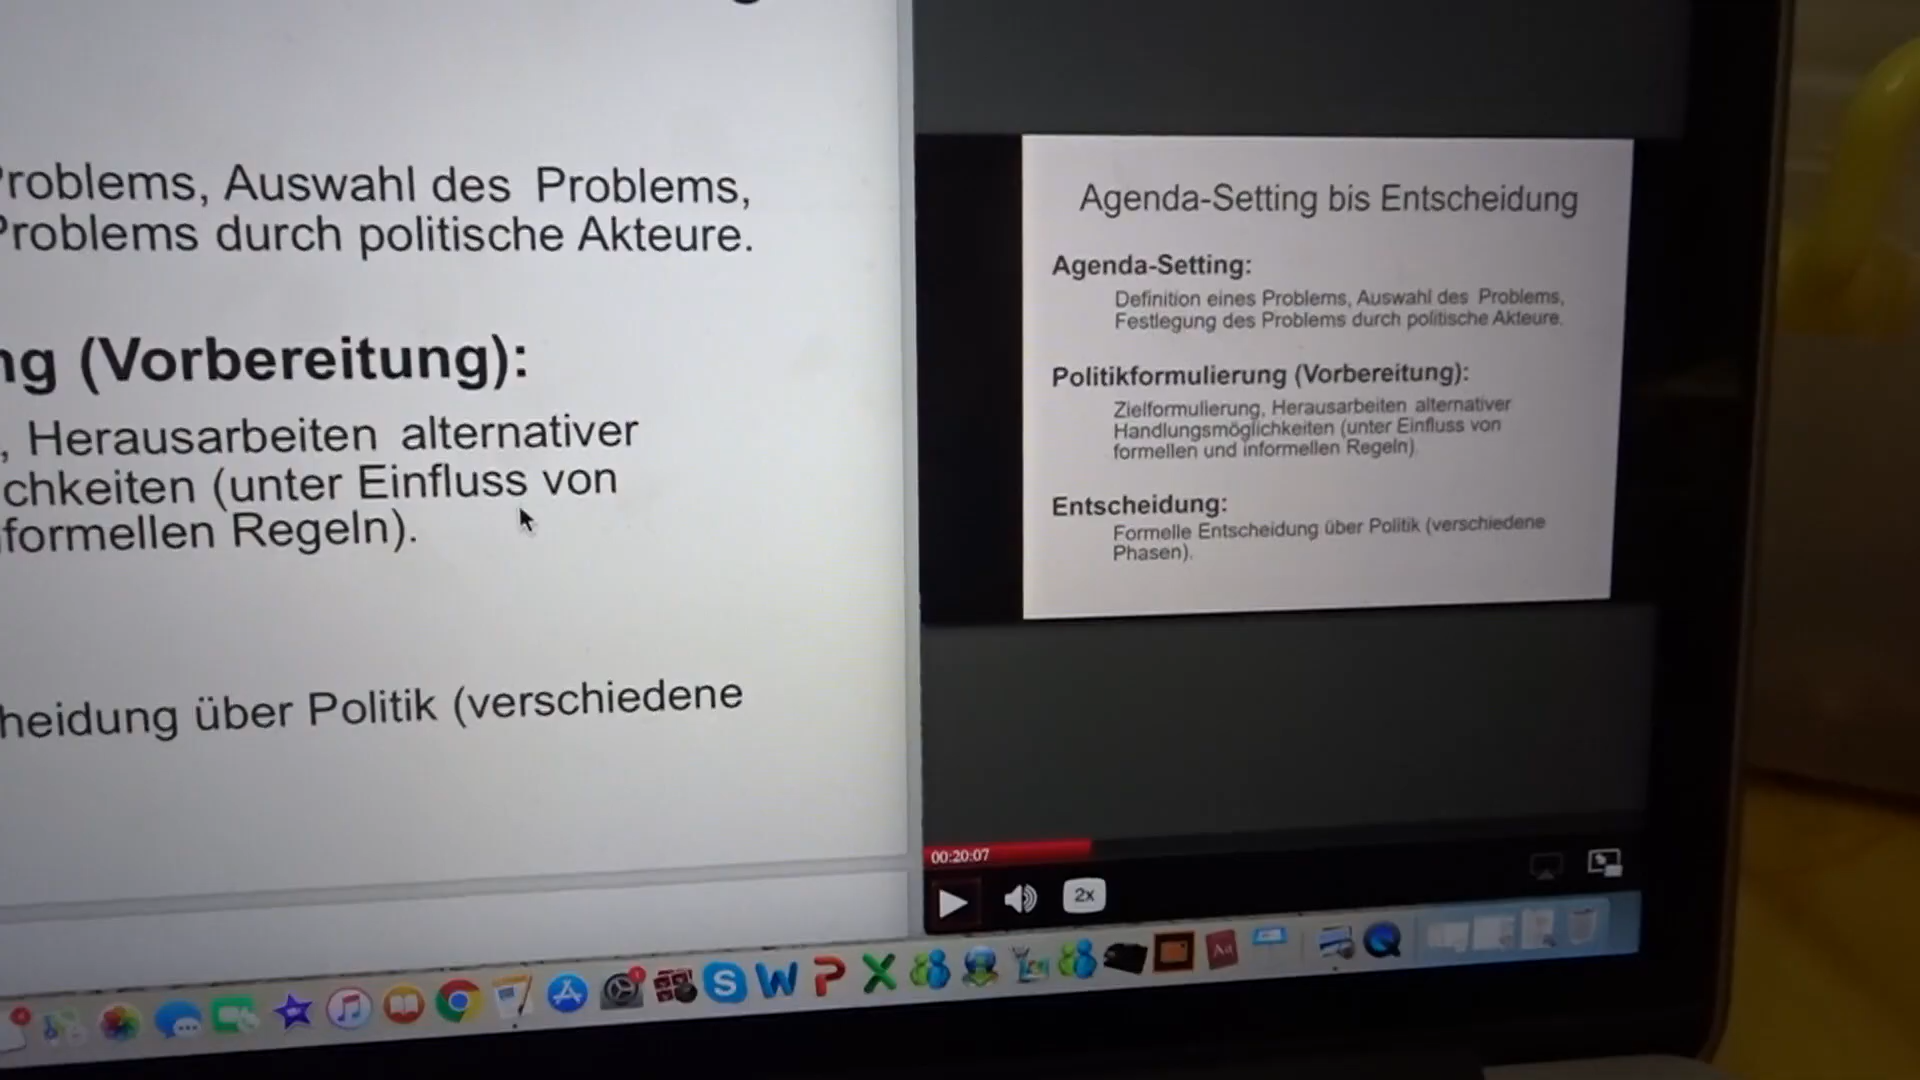 Problems, Auswahl des Problems,
Problems durch politische Akteure.
ng (Vorbereitung):
, Herausarbeiten alternativer
chkeiten (unter Einfluss von
formellen Regeln).
heidung über Politik (verschiedene
Agenda-Setting bis Entscheidung
Agenda-Setting:
Definition eines Problems, Auswahl des Problems,
Festlegung des Problems durch politische Akteure.
Politikformulierung (Vorbereitung):
Zielformulierung, Herausarbeiten alternativer
Handlungsmöglichkeiten (unter Einfluss von
formellen und informellen Regeln).
Entscheidung:
Formelle Entscheidung über Politik (verschiedene
Phasen).
00:20:07
2x